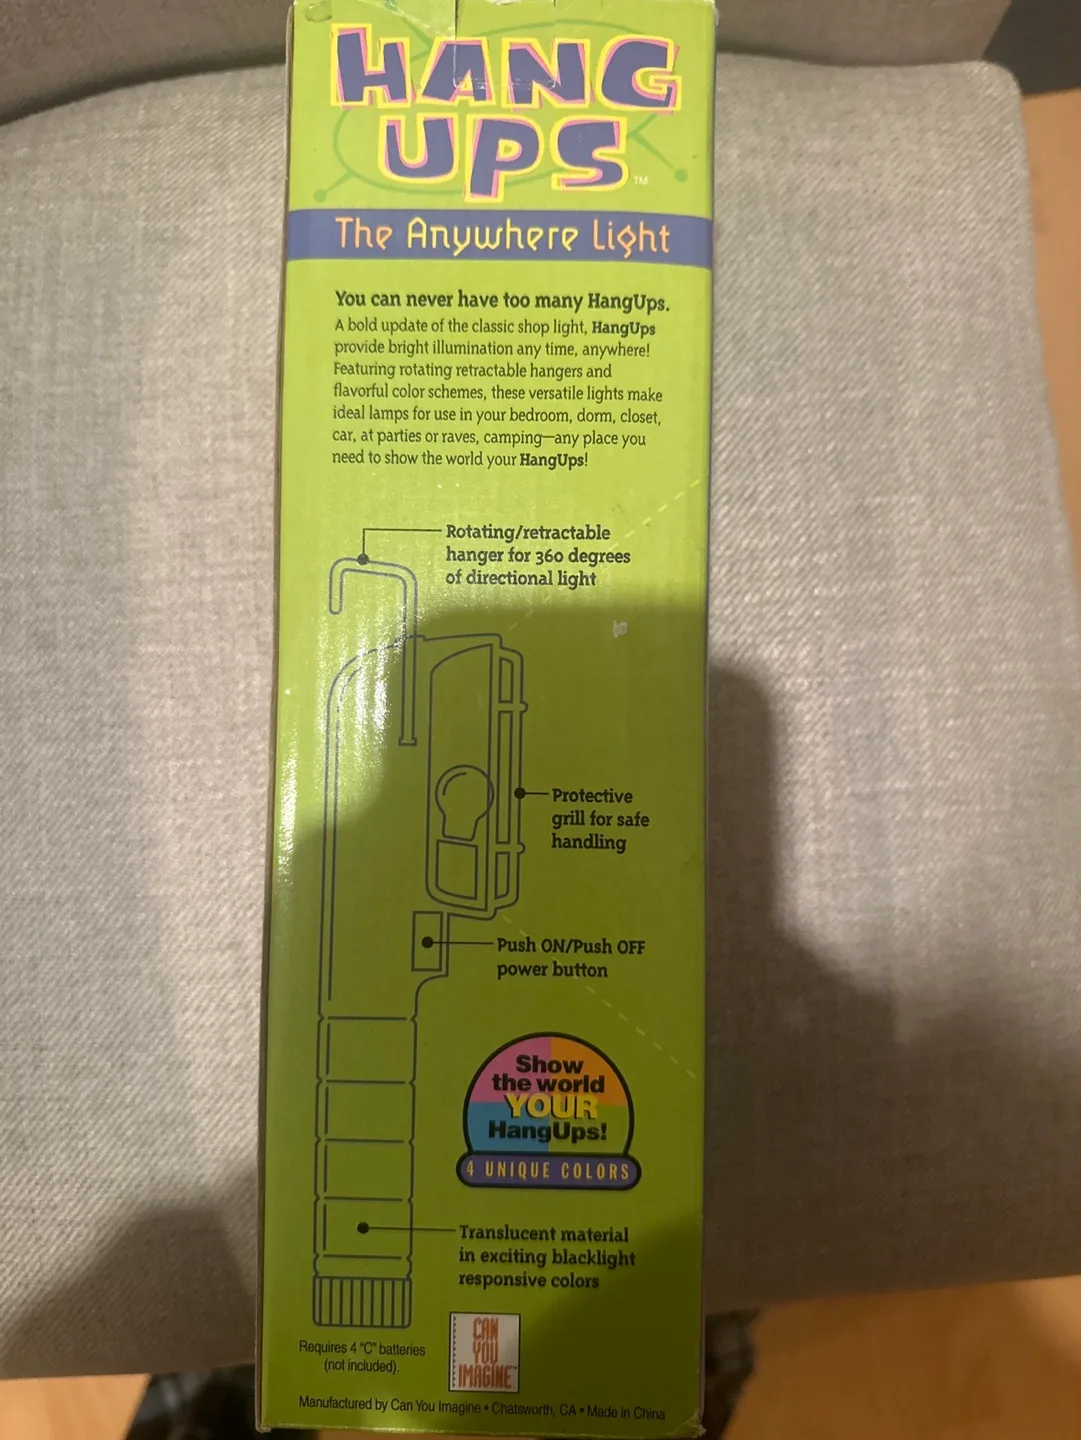 HANG
UPS™
The Anywhere Light
You can never have too many HangUps.
A bold update of the classic shop light, HangUps
provide bright illumination any time, anywhere!
Featuring rotating retractable hangers and
flavorful color schemes, these versatile lights make
ideal lamps for use in your bedroom, dorm, closet,
car, at parties or raves, camping—any place you
need to show the world your HangUps!
Rotating/retractable
hanger for 360 degrees
of directional light
Protective
grill for safe
handling
Push ON/Push OFF
power button
Show
the world
YOUR
HangUps!
4 UNIQUE COLORS
Translucent material
in exciting blacklight
responsive colors
Requires 4 "C" batteries
(not included).
CAN
YOU
IMAGINE™
Manufactured by Can You Imagine • Chatsworth, CA • Made in China